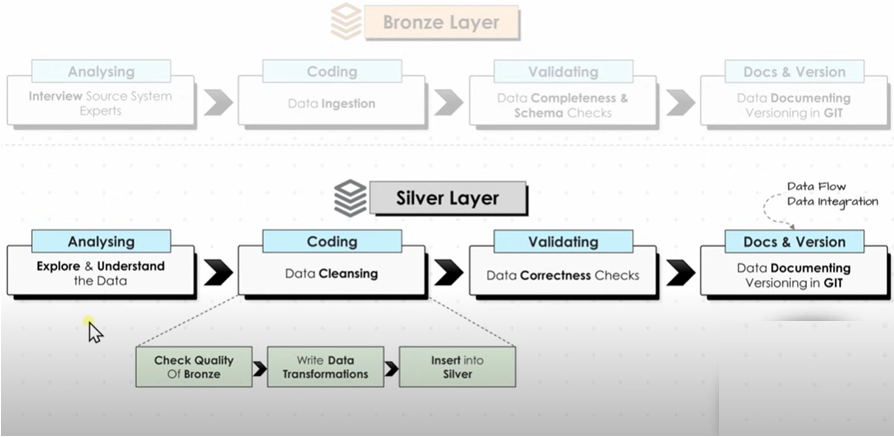 Bronze Layer
Analysing
Interview Source System
Experts
Coding
Data Ingestion
Validating
Data Completeness &
Schema Checks
Docs & Version
Data Documenting
Versioning in GIT
Silver Layer
Data Flow
Data Integration
Analysing
Explore & Understand
the Data
Coding
Data Cleansing
Validating
Data Correctness Checks
Docs & Version
Data Documenting
Versioning in GIT
Check Quality
Of Bronze
Write Data
Transformations
Insert into
Silver